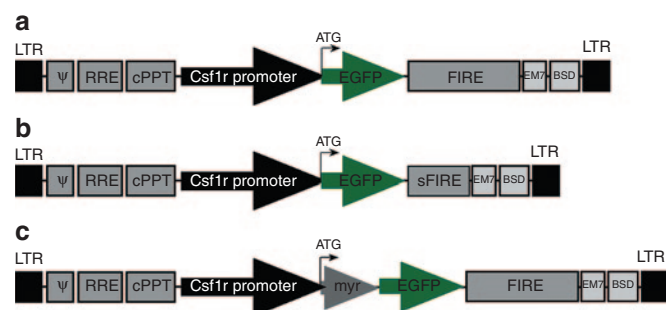 a
ATG
LTR
LTR
ψ RRE cPPT Csf1r promoter EGFP FIRE EM7 BSD
b
ATG
LTR
LTR
ψ RRE cPPT Csf1r promoter EGFP sFIRE EM7 BSD
c
ATG
LTR
LTR
ψ RRE cPPT Csf1r promoter myr EGFP FIRE EM7 BSD